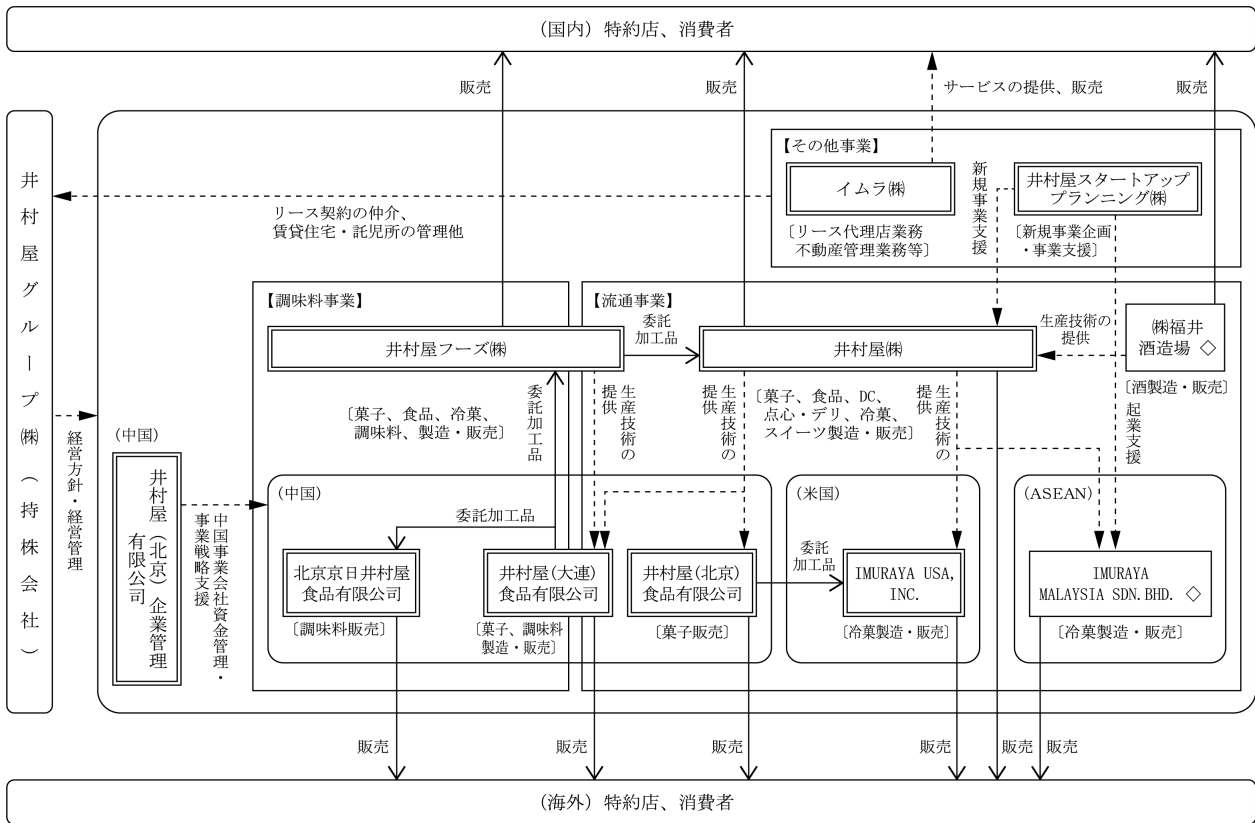 (国内) 特約店、消費者
販売
販売
サービスの提供、販売
販売
井村屋グループ㈱(持株会社)
【その他事業】
イムラ㈱
〔リース代理店業務
不動産管理業務等〕
新規事業支援
井村屋スタートアップ
プランニング㈱
〔新規事業企画
・事業支援〕
リース契約の仲介、
賃貸住宅・託児所の管理他
【調味料事業】
【流通事業】
井村屋フーズ㈱
委託
加工品
井村屋㈱
生産技術の
提供
㈱福井
酒造場 ◇
〔酒製造・販売〕
〔菓子、食品、冷菓、
調味料、製造・販売〕
委託加工品
生産技術の
提供
生産技術の
提供
〔菓子、食品、DC、
点心・デリ、冷菓、
スイーツ製造・販売〕
生産技術の
提供
起業支援
経営方針・経営管理
(中国)
井村屋(北京)企業管理
有限公司
中国事業会社資金管理・
事業戦略支援
(中国)
(米国)
(ASEAN)
委託加工品
北京京日井村屋
食品有限公司
〔調味料販売〕
井村屋(大連)
食品有限公司
〔菓子、調味料
製造・販売〕
井村屋(北京)
食品有限公司
〔菓子販売〕
委託
加工品
IMURAYA USA,
INC.
〔冷菓製造・販売〕
IMURAYA
MALAYSIA SDN.BHD. ◇
〔冷菓製造・販売〕
販売
販売
販売
販売
販売
販売
(海外) 特約店、消費者